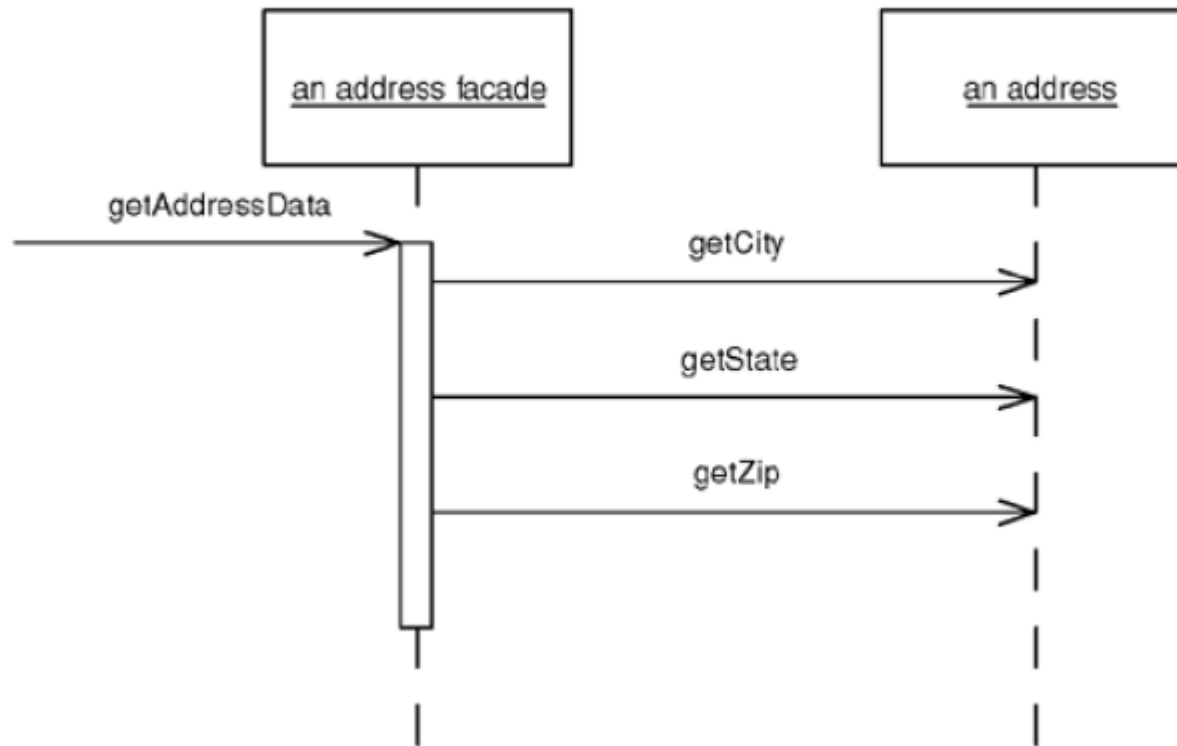 an address facade
an address
getAddressData
getCity
getState
getZip